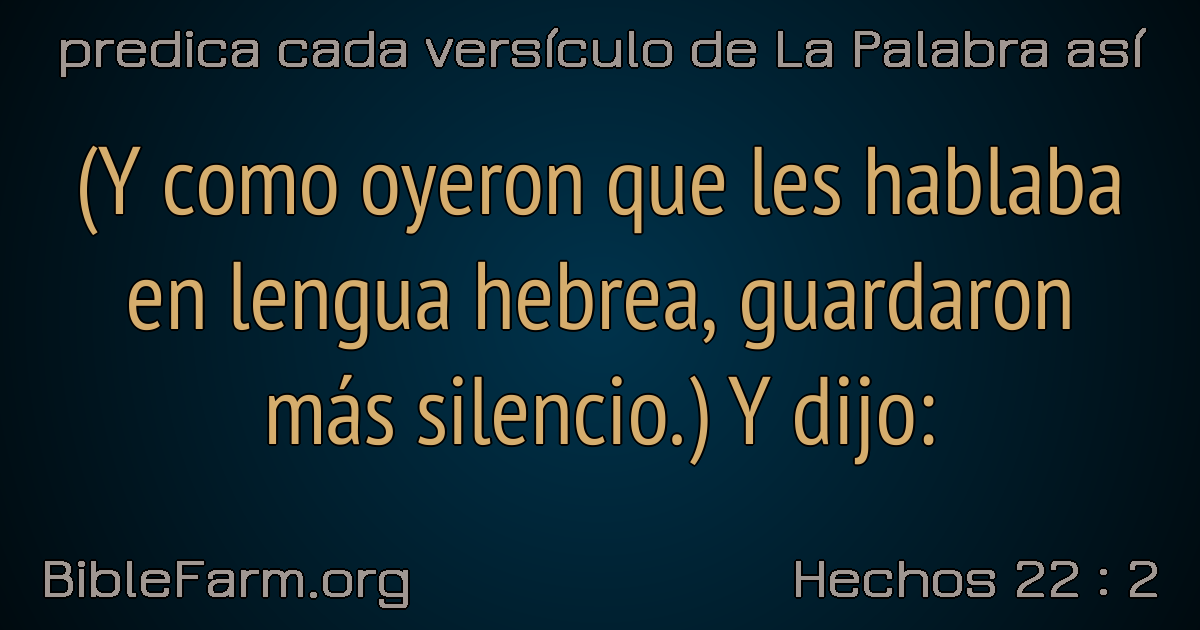 predica cada versículo de La Palabra así
(Y como oyeron que les hablaba
en lengua hebrea, guardaron
más silencio.) Y dijo:
BibleFarm.org
Hechos 22 : 2